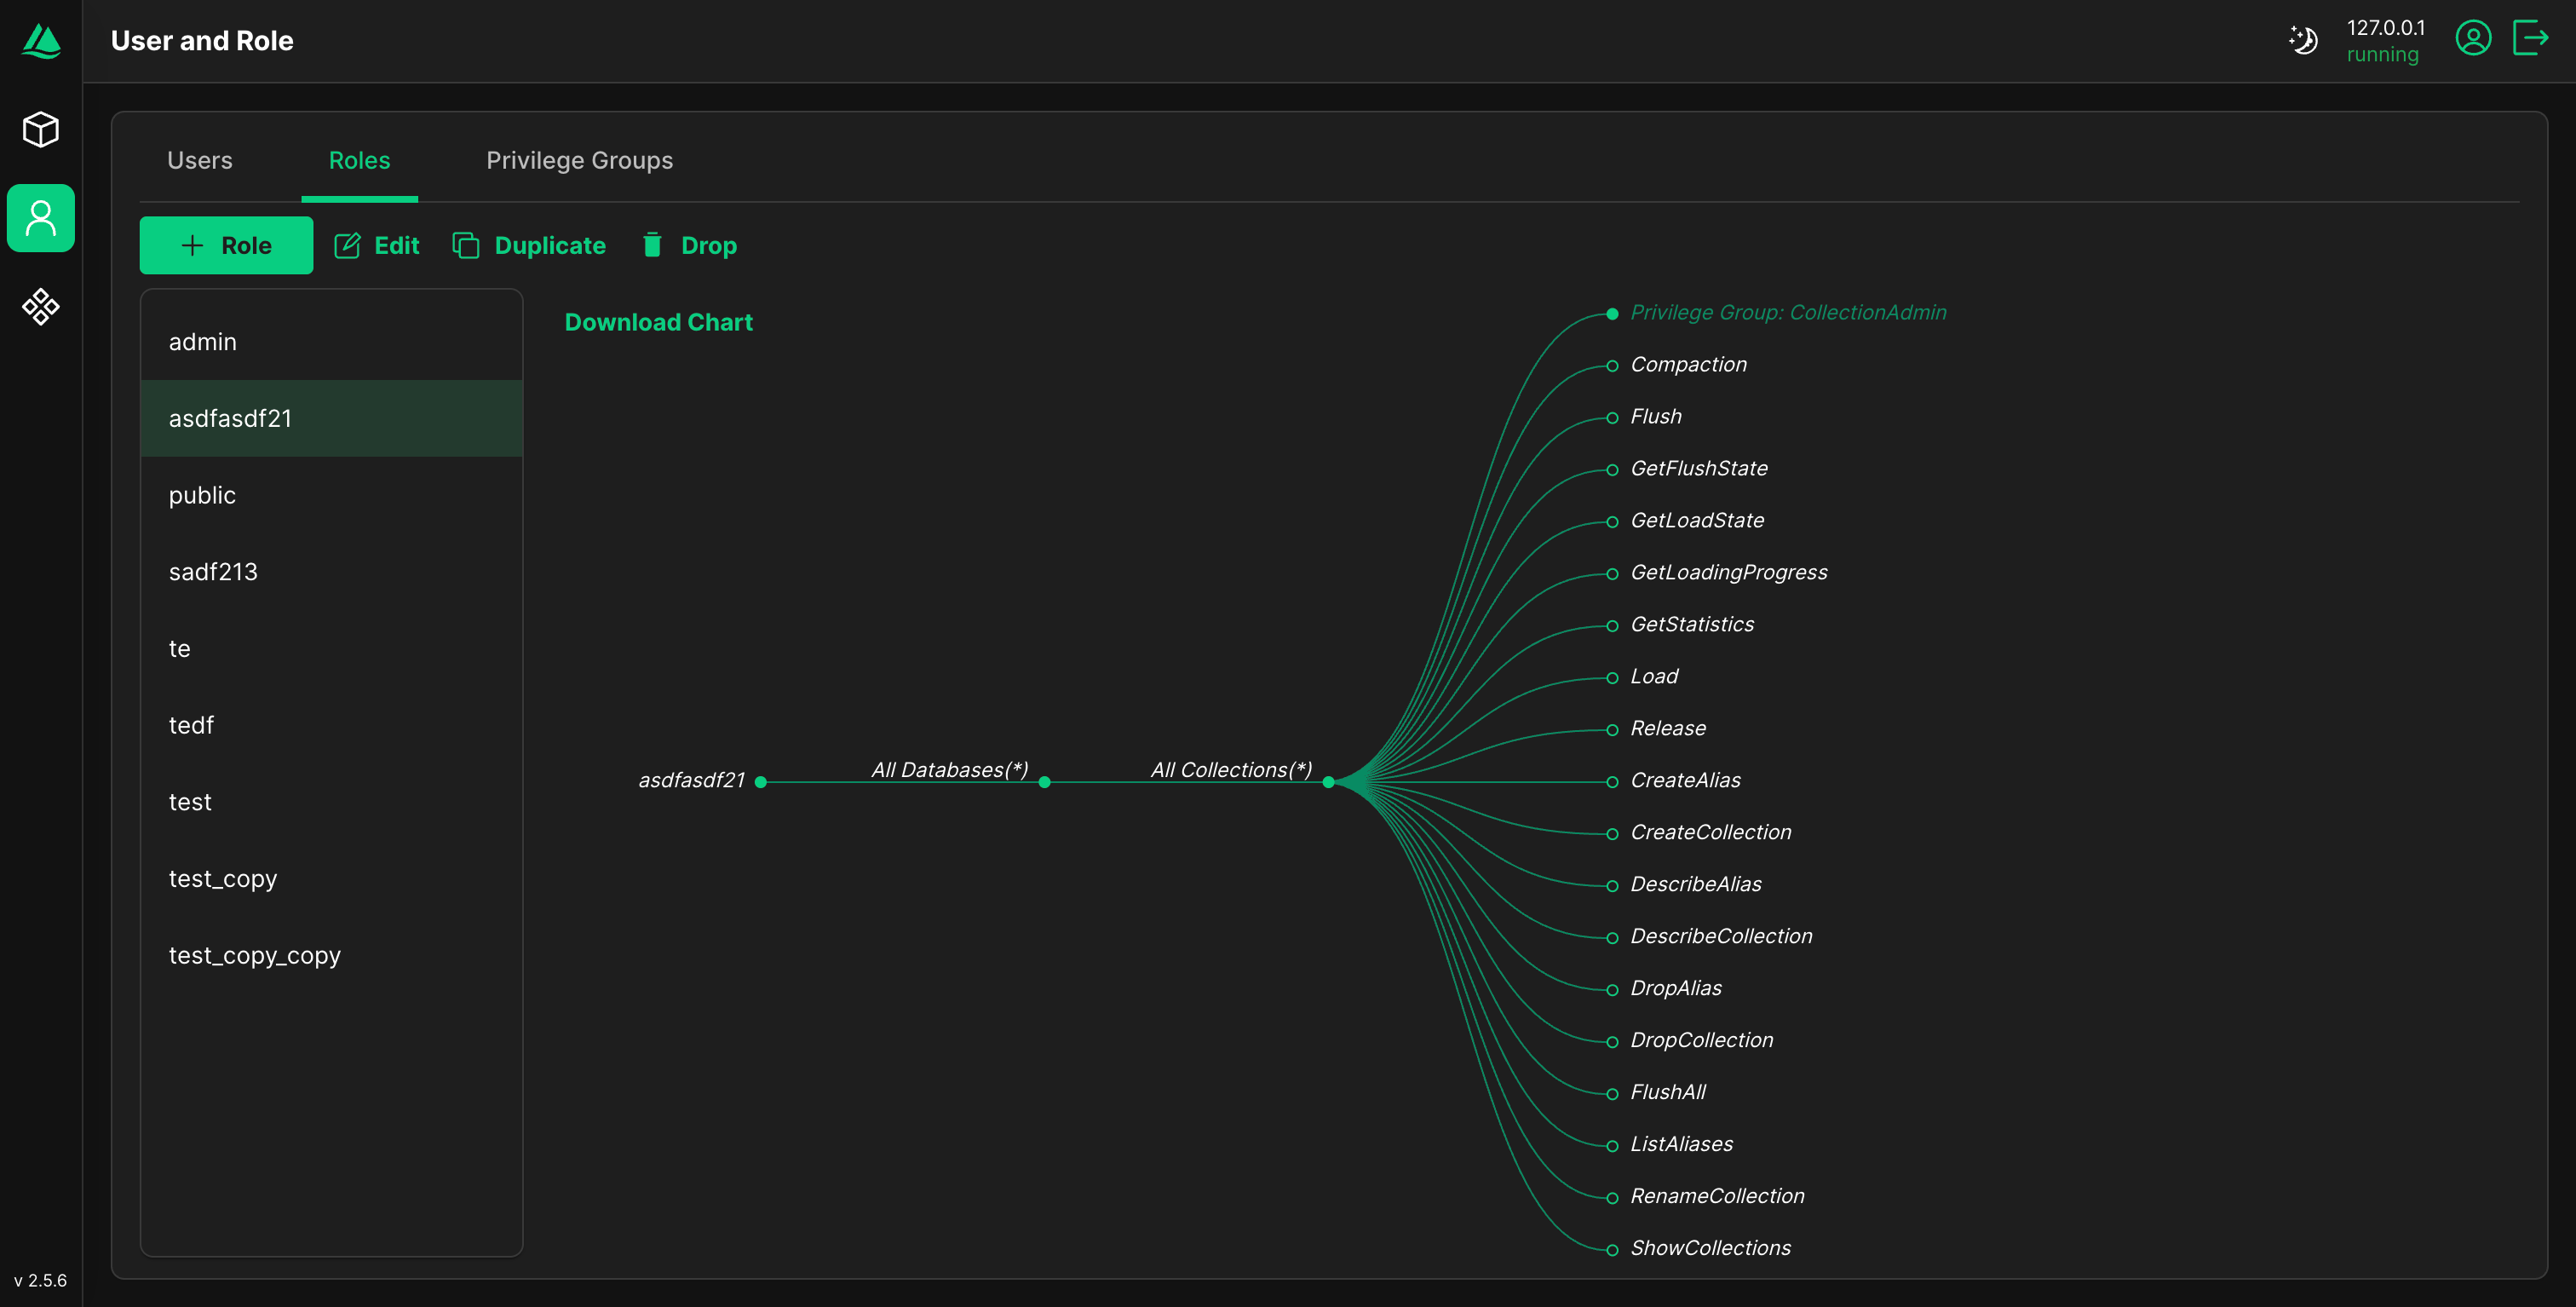 User and Role
127.0.0.1
running
Users
Roles
Privilege Groups
Role
Edit
Duplicate
Drop
admin
asdfasdf21
public
sadf213
te
tedf
test
test_copy
test_copy_copy
Download Chart
asdfasdf21
All Databases(*)
All Collections(*)
Privilege Group: CollectionAdmin
Compaction
Flush
GetFlushState
GetLoadState
GetLoadingProgress
GetStatistics
Load
Release
CreateAlias
CreateCollection
DescribeAlias
DescribeCollection
DropAlias
DropCollection
FlushAll
ListAliases
RenameCollection
ShowCollections
v 2.5.6